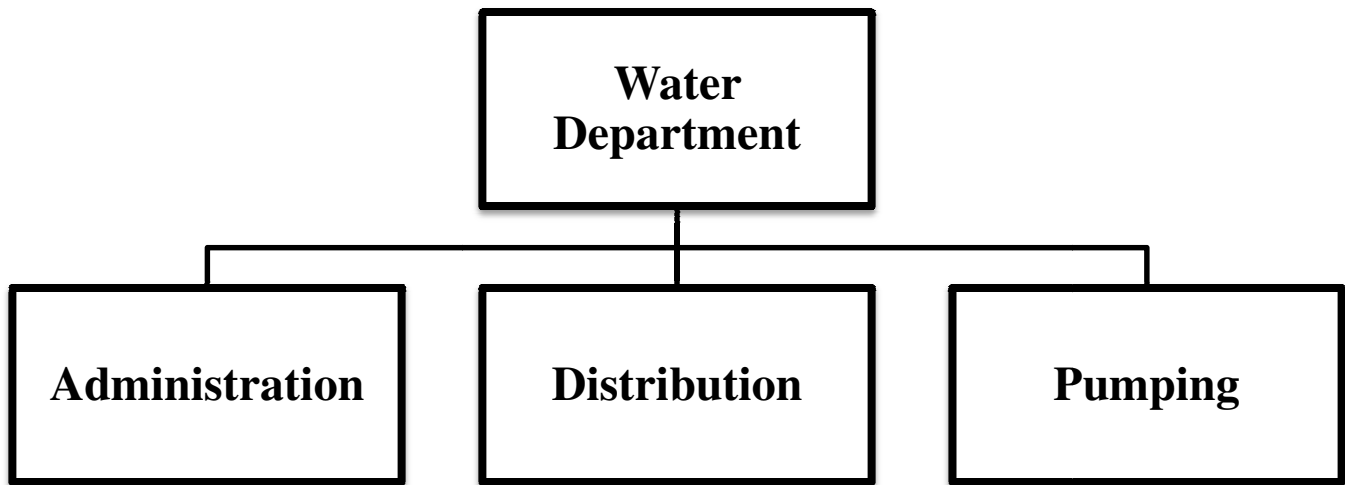 Water
Department
Administration
Distribution
Pumping